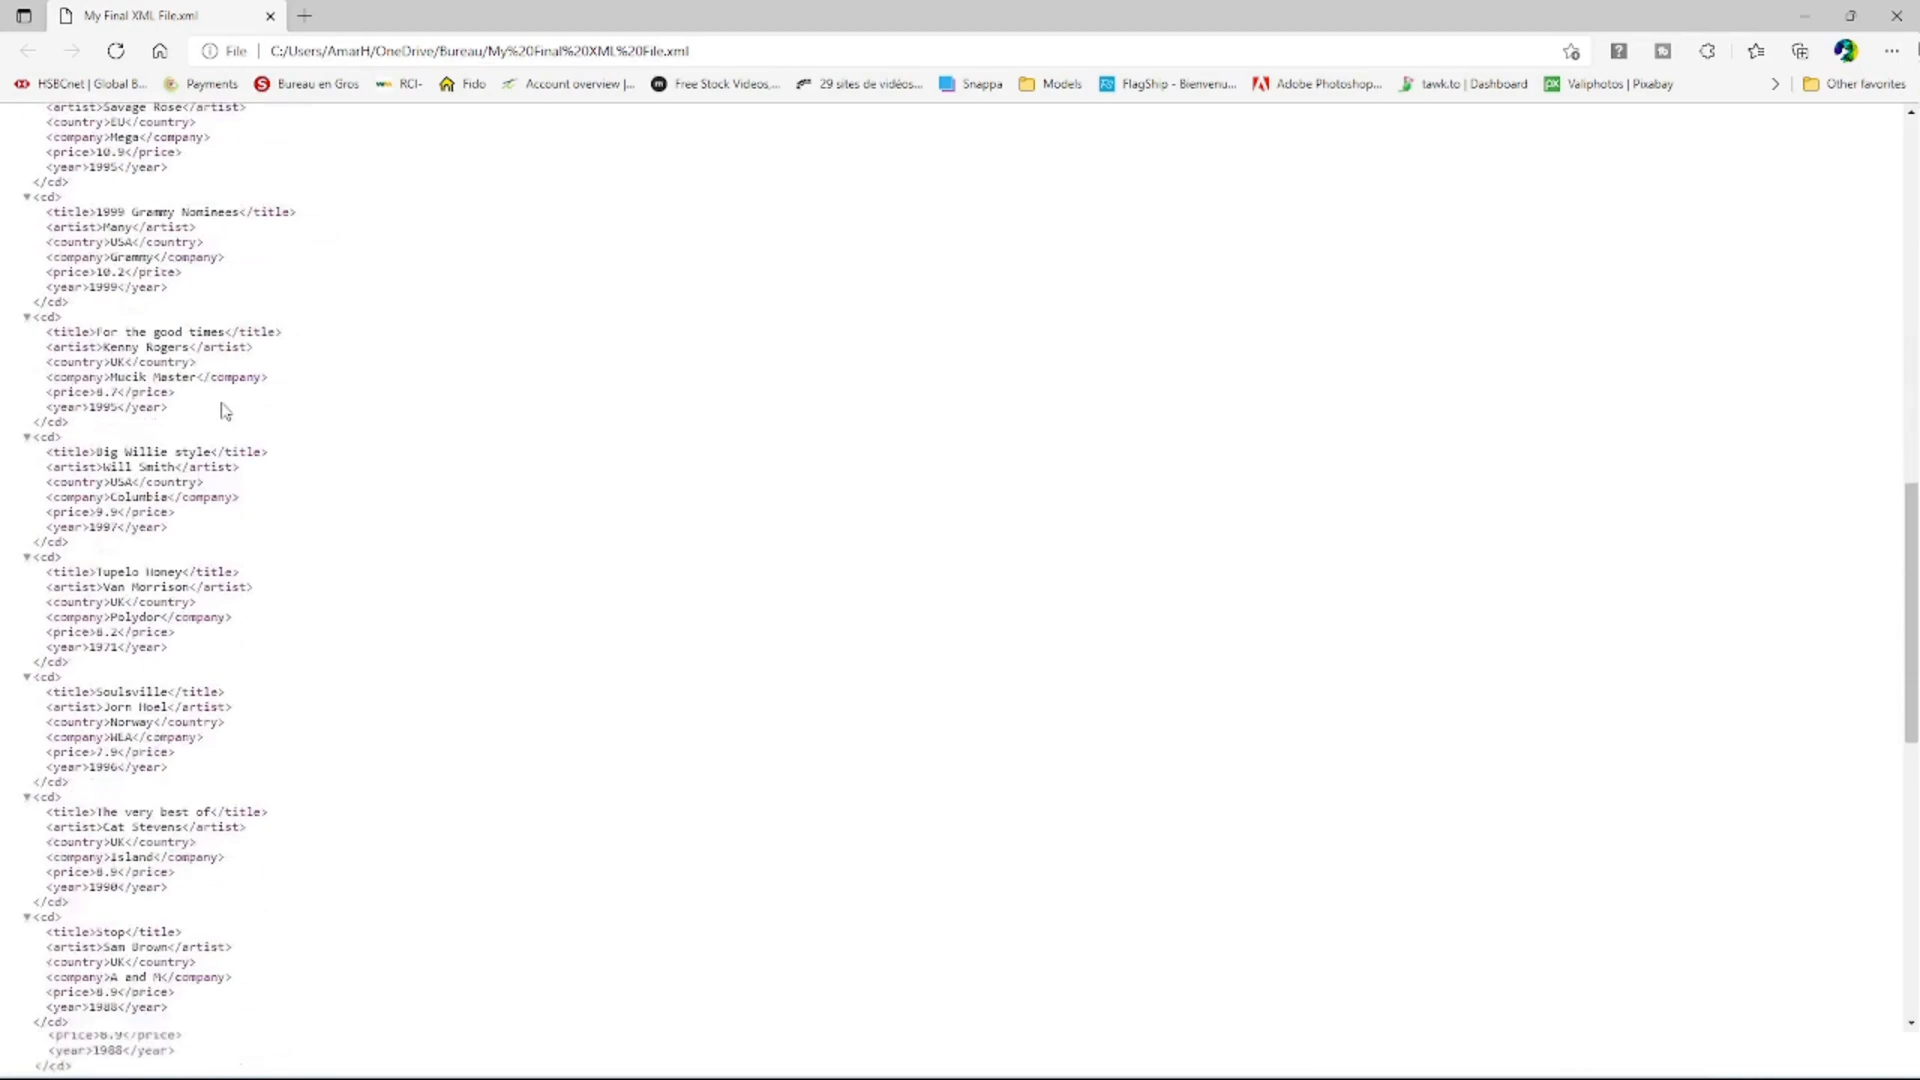 My Final XML File.xml
File C:/Users/AmarH/OneDrive/Bureau/My%20Final%20XML%20File.xml
HSBCnet | Global B... Payments Bureau en Gros RCI- Fido Account overview |... Free Stock Videos,... 29 sites de vidéos... Snappa Models FlagShip - Bienvenu... Adobe Photoshop... tawk.to | Dashboard Valiphotos | Pixabay Other favorites
<artist>Savage Rose</artist>
<country>EU</country>
<company>Mega</company>
<price>10.9</price>
<year>1995</year>
</cd>
▼<cd>
<title>1999 Grammy Nominees</title>
<artist>Many</artist>
<country>USA</country>
<company>Grammy</company>
<price>10.2</price>
<year>1999</year>
</cd>
▼<cd>
<title>For the good times</title>
<artist>Kenny Rogers</artist>
<country>UK</country>
<company>Mucik Master</company>
<price>8.7</price>
<year>1995</year>
</cd>
▼<cd>
<title>Big Willie style</title>
<artist>Will Smith</artist>
<country>USA</country>
<company>Columbia</company>
<price>9.9</price>
<year>1997</year>
</cd>
▼<cd>
<title>Tupelo Honey</title>
<artist>Van Morrison</artist>
<country>UK</country>
<company>Polydor</company>
<price>8.2</price>
<year>1971</year>
</cd>
▼<cd>
<title>Soulsville</title>
<artist>Jorn Hoel</artist>
<country>Norway</country>
<company>WEA</company>
<price>7.9</price>
<year>1996</year>
</cd>
▼<cd>
<title>The very best of</title>
<artist>Cat Stevens</artist>
<country>UK</country>
<company>Island</company>
<price>8.9</price>
<year>1990</year>
</cd>
▼<cd>
<title>Stop</title>
<artist>Sam Brown</artist>
<country>UK</country>
<company>A and M</company>
<price>8.9</price>
<year>1988</year>
</cd>
<price>8.9</price>
<year>1988</year>
</cd>